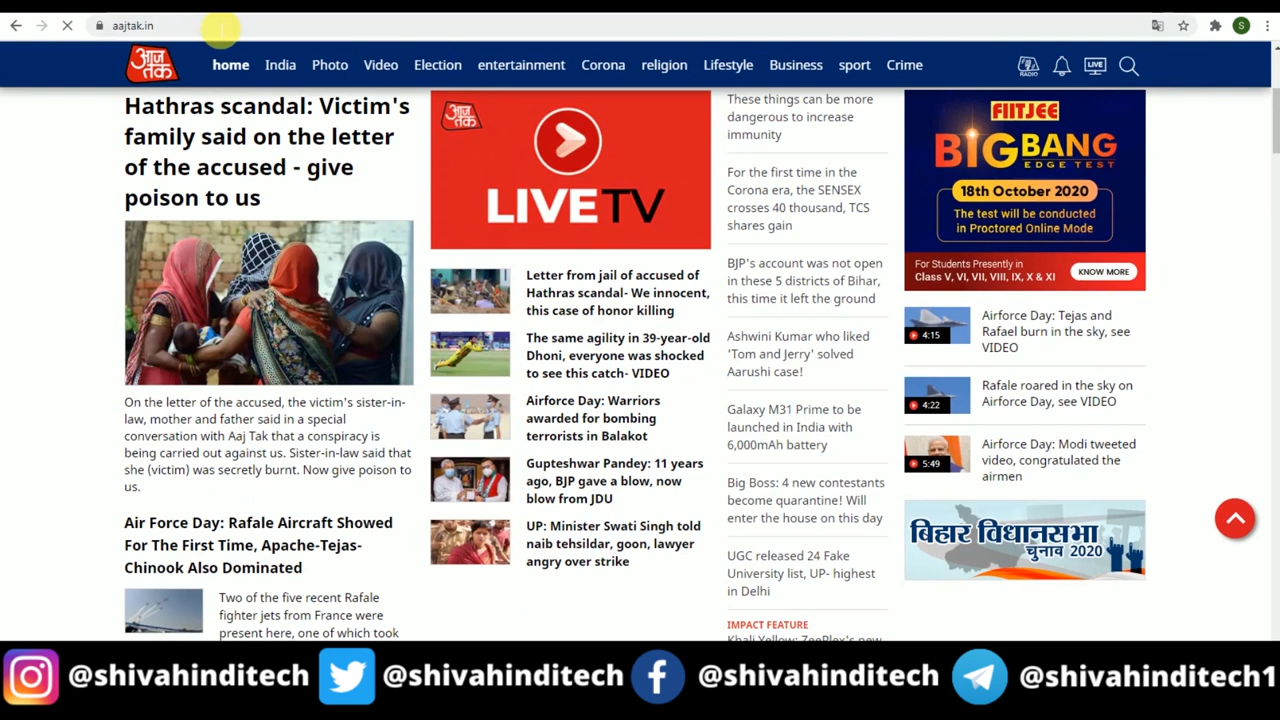 aajtak.in
S
आज
तक
home
India
Photo
Video
Election
entertainment
Corona
religion
Lifestyle
Business
sport
Crime
RADIO
LIVE
Hathras scandal: Victim's
family said on the letter
of the accused - give
poison to us
On the letter of the accused, the victim's sister-in-
law, mother and father said in a special
conversation with Aaj Tak that a conspiracy is
being carried out against us. Sister-in-law said that
she (victim) was secretly burnt. Now give poison to
us.
Air Force Day: Rafale Aircraft Showed
For The First Time, Apache-Tejas-
Chinook Also Dominated
Two of the five recent Rafale
fighter jets from France were
present here, one of which took
आज
तक
LIVE TV
Letter from jail of accused of
Hathras scandal- We innocent,
this case of honor killing
The same agility in 39-year-old
Dhoni, everyone was shocked
to see this catch- VIDEO
Airforce Day: Warriors
awarded for bombing
terrorists in Balakot
Gupteshwar Pandey: 11 years
ago, BJP gave a blow, now
blow from JDU
UP: Minister Swati Singh told
naib tehsildar, goon, lawyer
angry over strike
These things can be more
dangerous to increase
immunity
For the first time in the
Corona era, the SENSEX
crosses 40 thousand, TCS
shares gain
BJP's account was not open
in these 5 districts of Bihar,
this time it left the ground
Ashwini Kumar who liked
'Tom and Jerry' solved
Aarushi case!
Galaxy M31 Prime to be
launched in India with
6,000mAh battery
Big Boss: 4 new contestants
become quarantine! Will
enter the house on this day
UGC released 24 Fake
University list, UP- highest
in Delhi
IMPACT FEATURE
Khali Yellow: ZeePlex's new
FIITJEE
BIGBANG
EDGE TEST
18th October 2020
The test will be conducted
in Proctored Online Mode
For Students Presently in
Class V, VI, VII, VIII, IX, X & XI
KNOW MORE
4:15
Airforce Day: Tejas and
Rafael burn in the sky, see
VIDEO
4:22
Rafale roared in the sky on
Airforce Day, see VIDEO
5:49
Airforce Day: Modi tweeted
video, congratulated the
airmen
बिहार विधानसभा
चुनाव 2020
@shivahinditech
@shivahinditech
@shivahinditech
@shivahinditech1